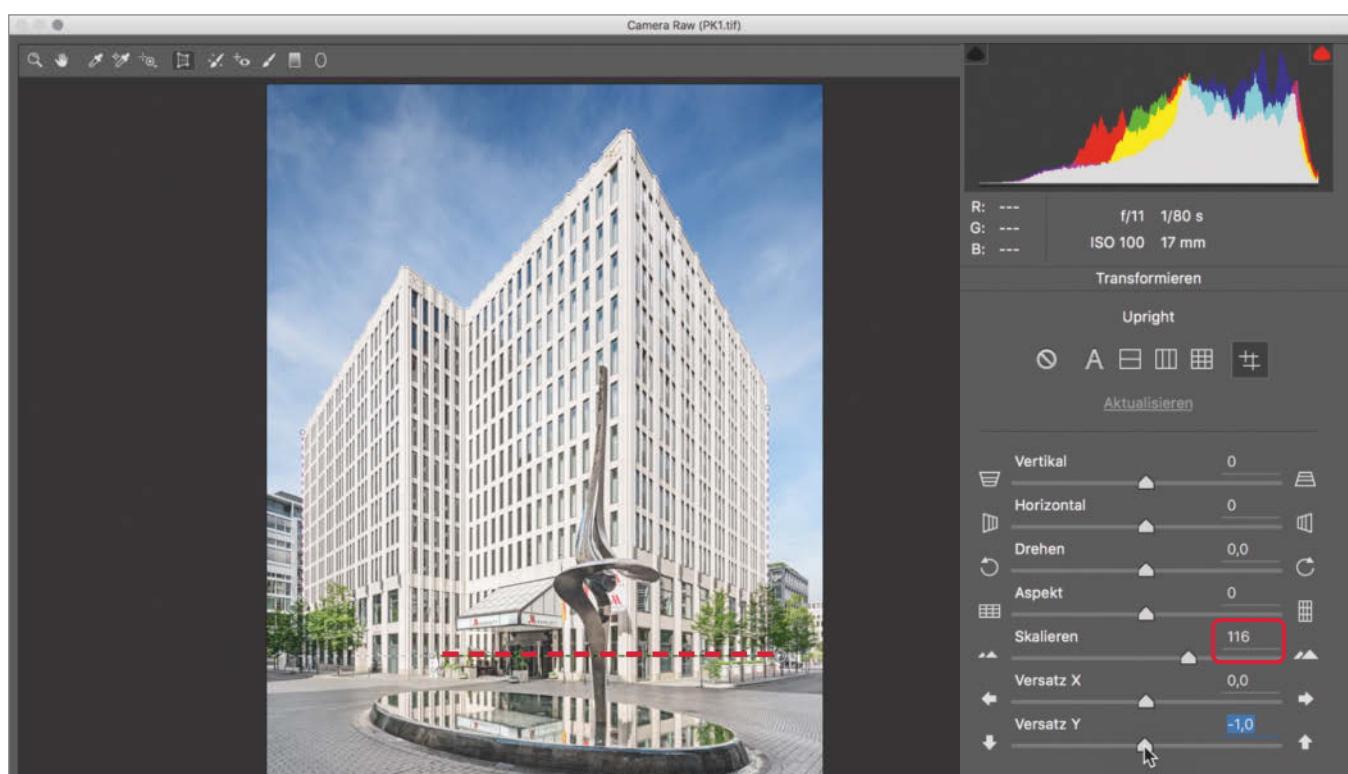 Camera Raw (PK1.tif)
R: ---
G: ---
B: ---
f/11 1/80 s
ISO 100 17 mm
Transformieren
Upright
A
Aktualisieren
Vertikal 0
Horizontal 0
Drehen 0,0
Aspekt 0
Skalieren 116
Versatz X 0,0
Versatz Y -1,0